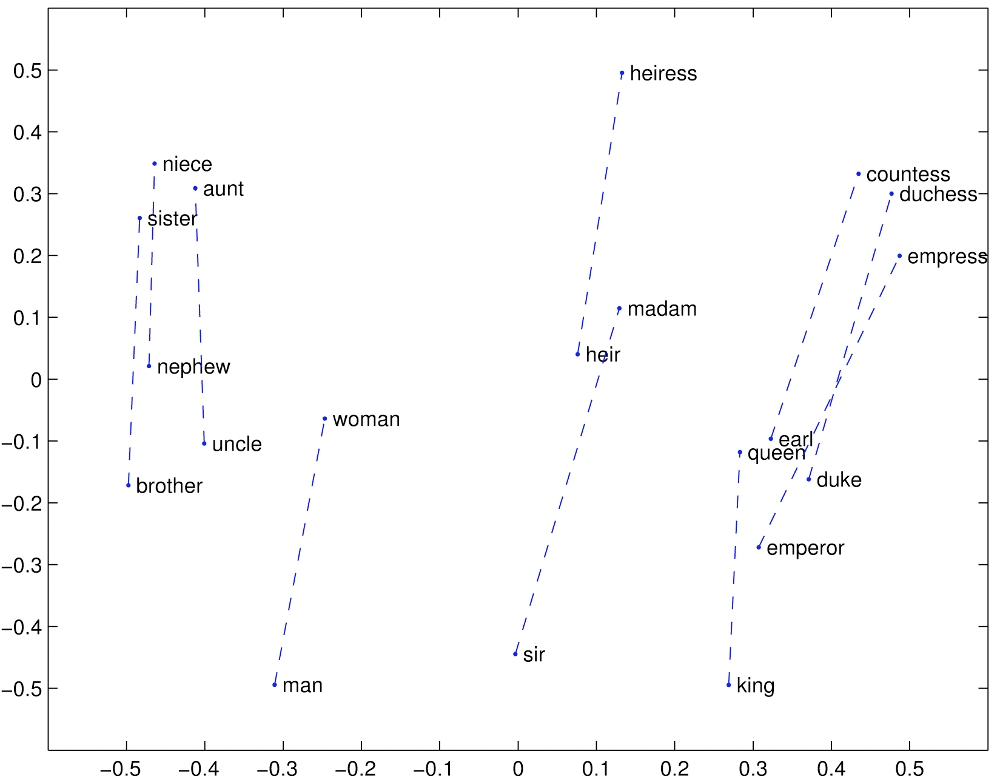 0.5
heiress
0.4
niece
countess
0.3
aunt
duchess
sister
0.2
empress
0.1
madam
heir
nephew
0
woman
−0.1
earl
uncle
queen
brother
duke
−0.2
emperor
−0.3
−0.4
sir
−0.5
man
king
−0.5 −0.4 −0.3 −0.2 −0.1 0 0.1 0.2 0.3 0.4 0.5